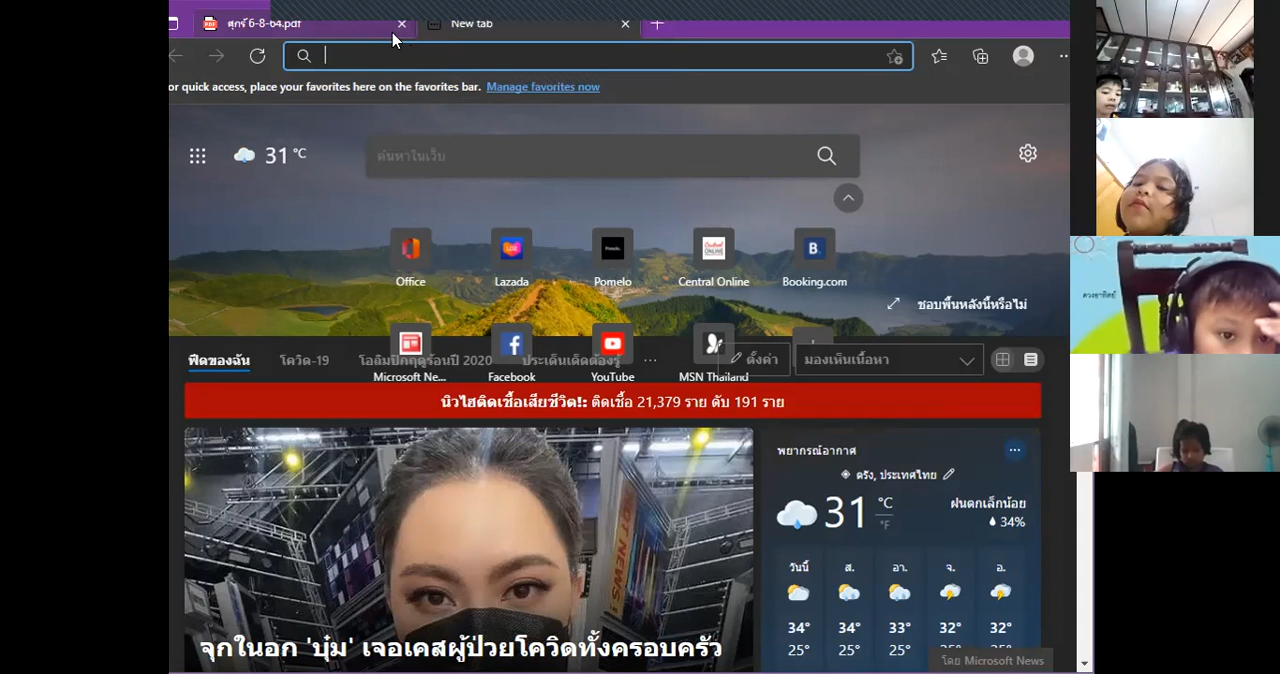 ศุกร์ 6-8-64.pdf
New tab
or quick access, place your favorites here on the favorites bar. Manage favorites now
31 °C
ค้นหาในเว็บ
Office
Lazada
Pomelo
Central Online
Booking.com
ชอบพื้นหลังนี้หรือไม่
Microsoft Ne...
Facebook
YouTube
MSN Thailand
ฟีดของฉัน
โควิด-19
โอลิมปิกฤดูร้อนปี 2020
ประเด็นเด็ดต้องรู้
...
ตั้งค่า
มองเห็นเนื้อหา
นิวไฮติดเชื้อเสียชีวิต!: ติดเชื้อ 21,379 ราย ดับ 191 ราย
จุกในอก 'บุ๋ม' เจอเคสผู้ป่วยโควิดทั้งครอบครัว
พยากรณ์อากาศ
ตรัง, ประเทศไทย
31 °C
°F
ฝนตกเล็กน้อย
34%
วันนี้ ส. อา. จ. อ.
34° 34° 33° 32° 32°
25° 25° 25° 25° 25°
โดย Microsoft News
ดวงอาทิตย์